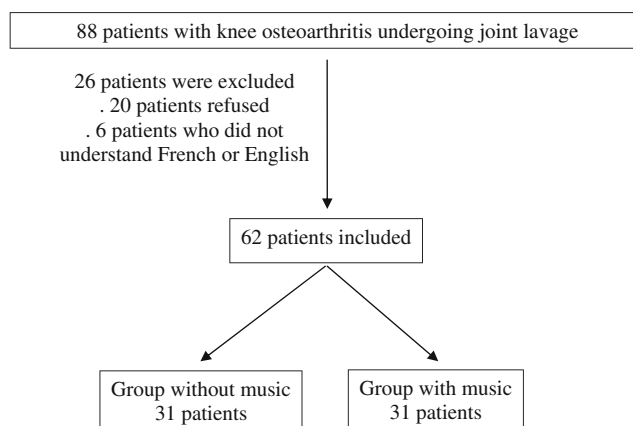 88 patients with knee osteoarthritis undergoing joint lavage
26 patients were excluded
. 20 patients refused
. 6 patients who did not
understand French or English
62 patients included
Group without music
31 patients
Group with music
31 patients